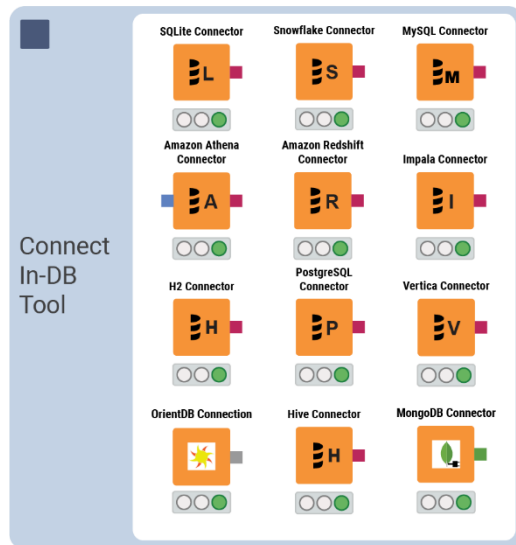 SQLite Connector
Snowflake Connector
MySQL Connector
L
S
M
Amazon Athena
Connector
Amazon Redshift
Connector
Impala Connector
A
R
I
Connect
In-DB
Tool
H2 Connector
PostgreSQL
Connector
Vertica Connector
H
P
V
OrientDB Connection
Hive Connector
MongoDB Connector
H